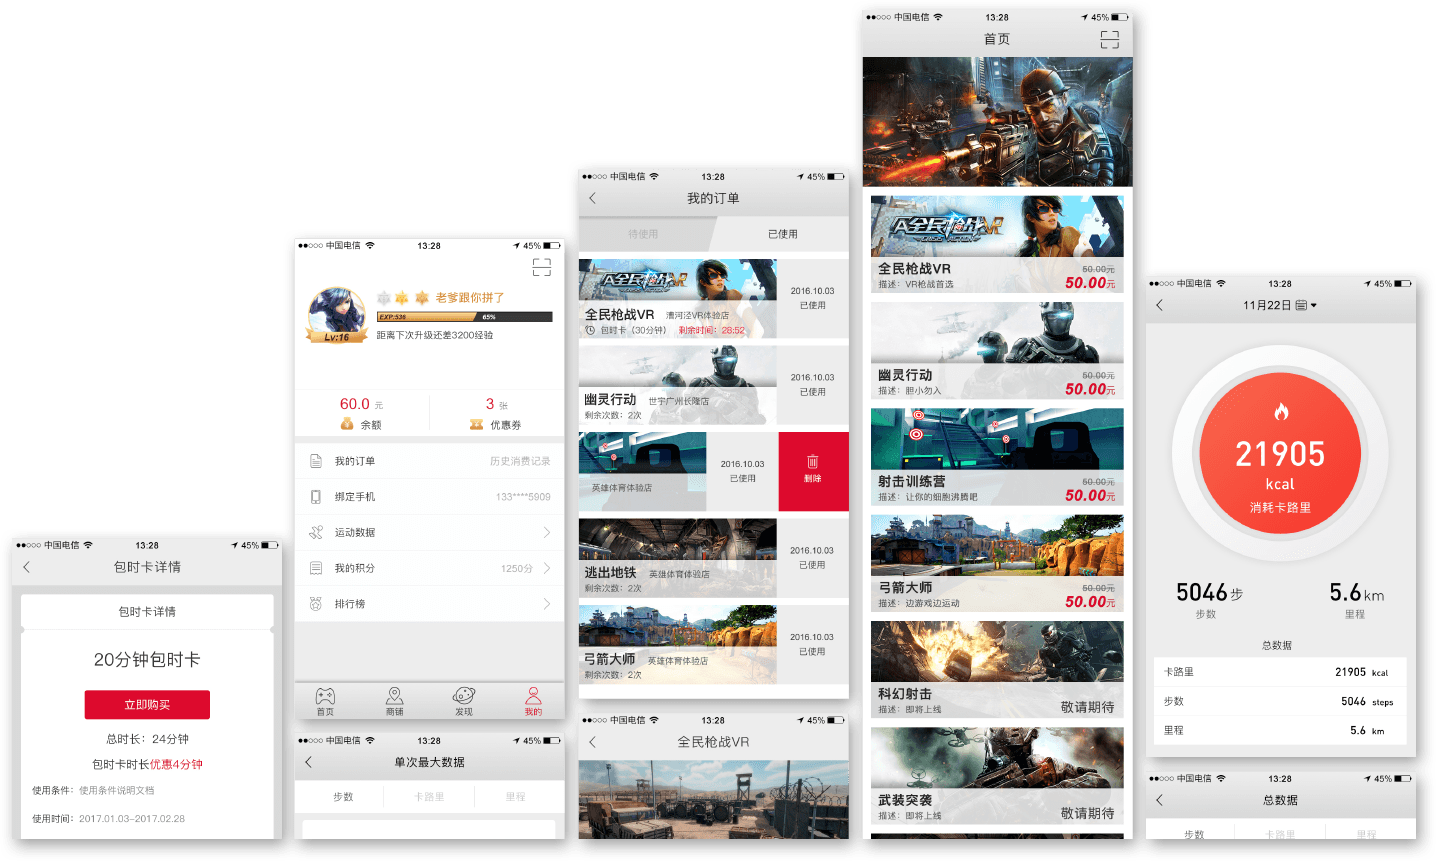 中国电信 13:28 45%
包时卡详情
包时卡详情
20分钟包时卡
立即购买
总时长：24分钟
包时卡时长优惠4分钟
使用条件：使用条件说明文档
使用时间：2017.01.03-2017.02.28
中国电信 13:28 45%
老爹跟你拼了
EXP:536 65%
Lv:16
距离下次升级还差3200经验
60.0 元
余额
3 张
优惠券
我的订单 历史消费记录
绑定手机 133****5909
运动数据
我的积分 1250分
排行榜
首页 商铺 发现 我的
中国电信 13:28 45%
单次最大数据
步数 卡路里 里程
中国电信 13:28 45%
我的订单
待使用 已使用
全民枪战VR 漕河泾VR体验店
包时卡（30分钟） 剩余时间：28:52
2016.10.03
已使用
幽灵行动 世宇广州长隆店
剩余次数：2次
2016.10.03
已使用
英雄体育体验店
2016.10.03
已使用
删除
逃出地铁 英雄体育体验店
剩余次数：2次
2016.10.03
已使用
弓箭大师 英雄体育体验店
剩余次数：2次
2016.10.03
已使用
中国电信 13:28 45%
全民枪战VR
中国电信 13:28 45%
首页
全民枪战VR
全民枪战VR 50.00元
描述：VR枪战首选 50.00元
幽灵行动 50.00元
描述：胆小勿入 50.00元
射击训练营 50.00元
描述：让你的细胞沸腾吧 50.00元
弓箭大师 50.00元
描述：边游戏边运动 50.00元
科幻射击
描述：即将上线 敬请期待
武装突袭
描述：即将上线 敬请期待
中国电信 13:28 45%
11月22日
21905
kcal
消耗卡路里
5046 步
步数
5.6 km
里程
总数据
卡路里 21905 kcal
步数 5046 steps
里程 5.6 km
中国电信 13:28 45%
总数据
步数 卡路里 里程